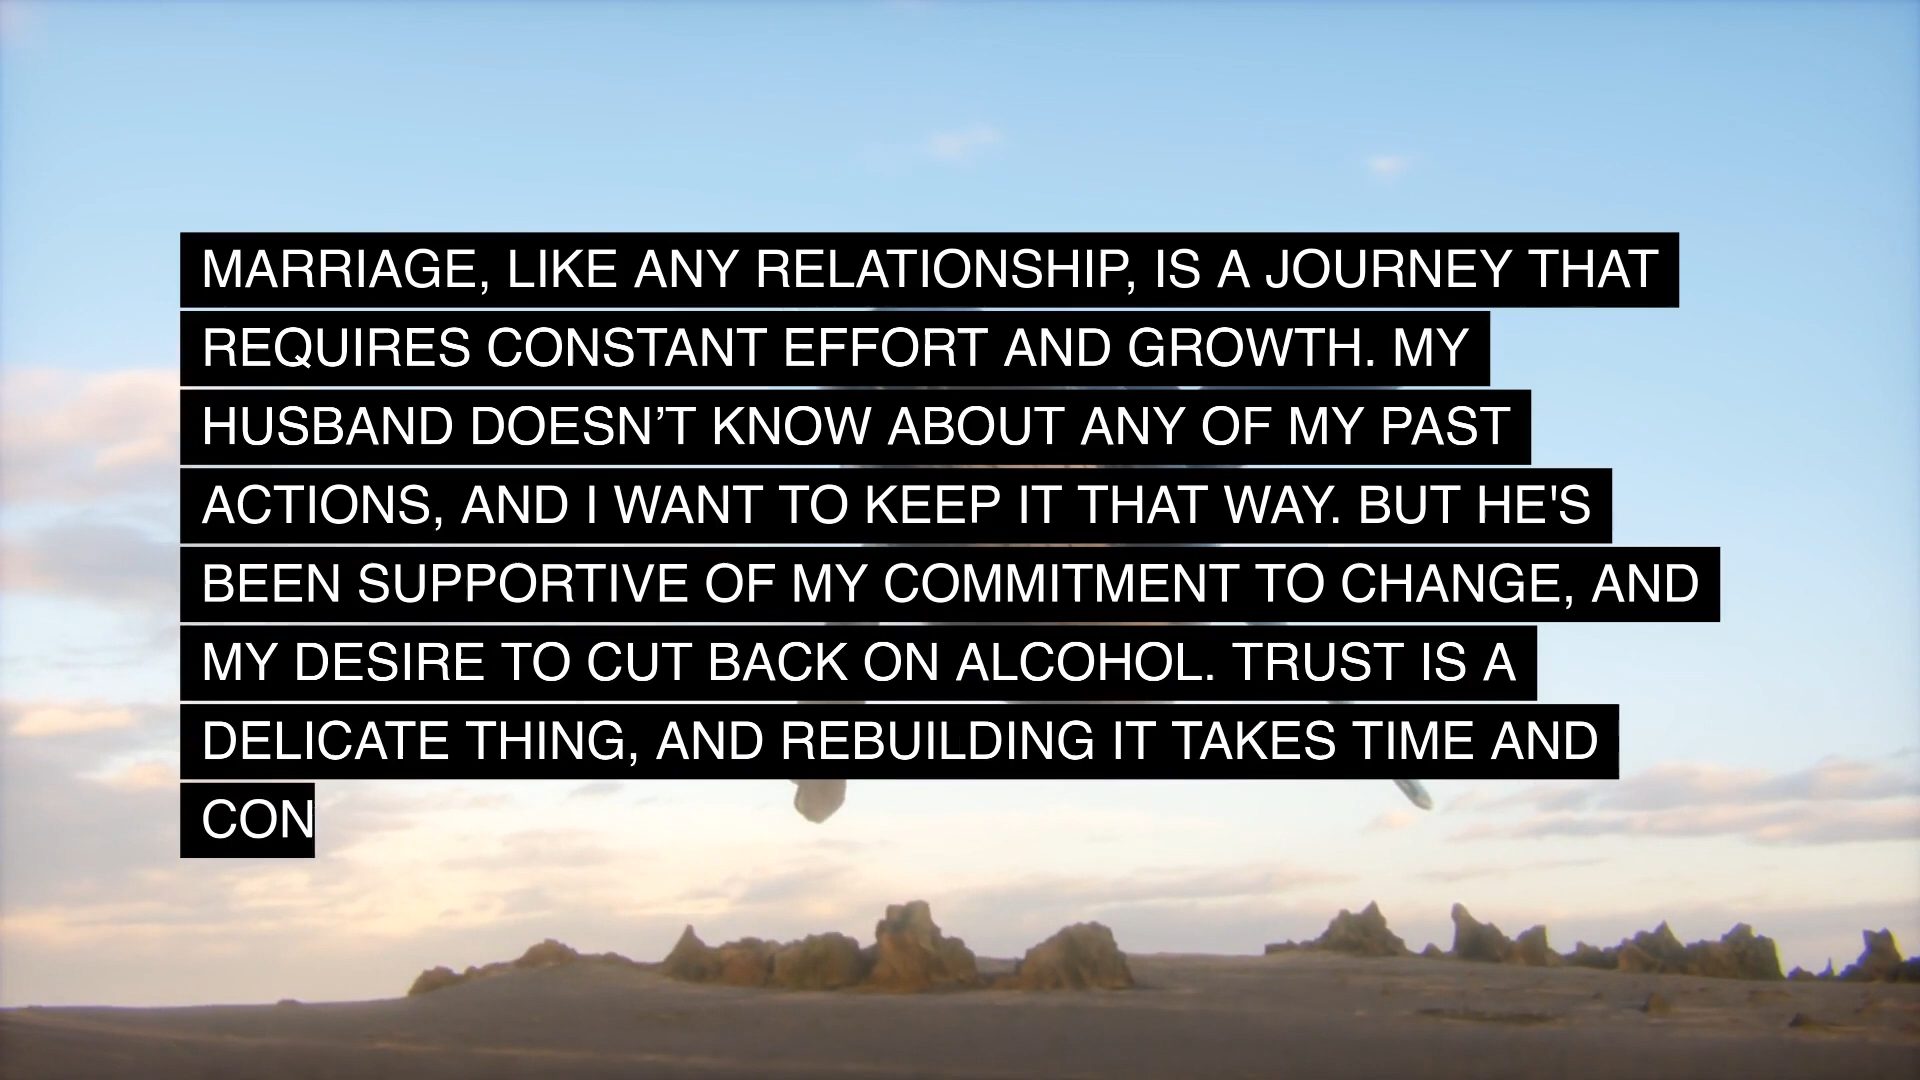 MARRIAGE, LIKE ANY RELATIONSHIP, IS A JOURNEY THAT
REQUIRES CONSTANT EFFORT AND GROWTH. MY
HUSBAND DOESN’T KNOW ABOUT ANY OF MY PAST
ACTIONS, AND I WANT TO KEEP IT THAT WAY. BUT HE'S
BEEN SUPPORTIVE OF MY COMMITMENT TO CHANGE, AND
MY DESIRE TO CUT BACK ON ALCOHOL. TRUST IS A
DELICATE THING, AND REBUILDING IT TAKES TIME AND
CON